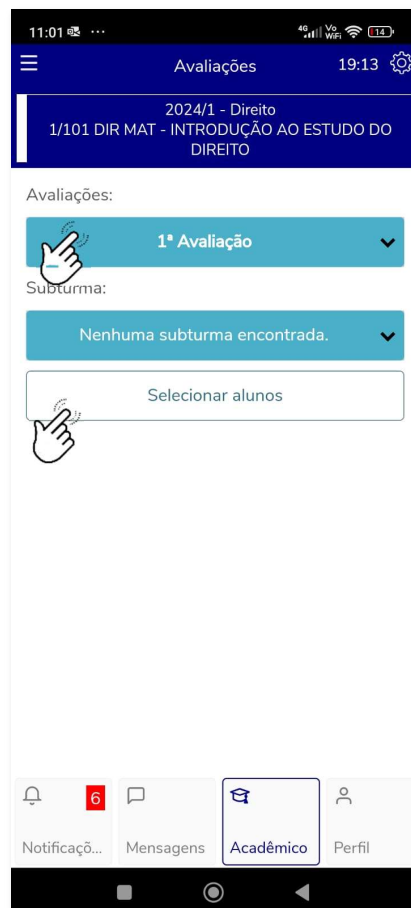 11:01 ...
4G Vo WiFi 14
Avaliações
19:13
2024/1 - Direito
1/101 DIR MAT - INTRODUÇÃO AO ESTUDO DO
DIREITO
Avaliações:
1ª Avaliação
Subturma:
Nenhuma subturma encontrada.
Selecionar alunos
6
Notificaçõ... Mensagens Acadêmico Perfil